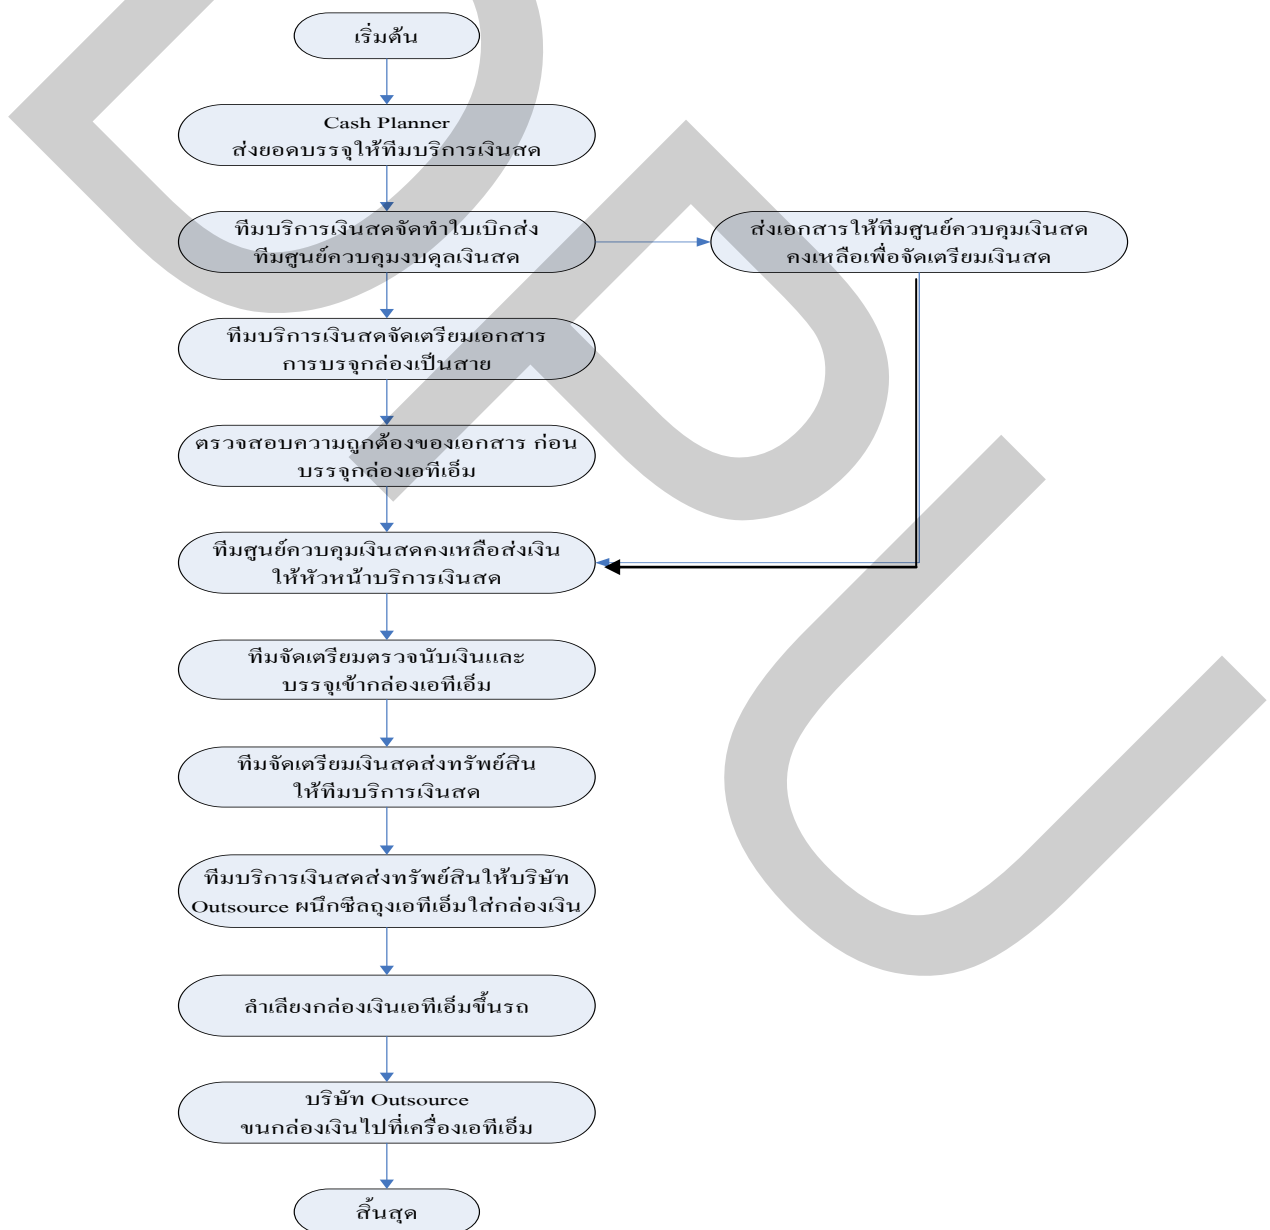 เริ่มต้น
Cash Planner
ส่งยอดบรรจุให้ทีมบริการเงินสด
ทีมบริการเงินสดจัดทำใบเบิกส่ง
ทีมศูนย์ควบคุมงบดุลเงินสด
ส่งเอกสารให้ทีมศูนย์ควบคุมเงินสด
คงเหลือเพื่อจัดเตรียมเงินสด
ทีมบริการเงินสดจัดเตรียมเอกสาร
การบรจุกล่องเป็นสาย
ตรวจสอบความถูกต้องของเอกสาร ก่อน
บรรจุกล่องเอทีเอ็ม
ทีมศูนย์ควบคุมเงินสดคงเหลือส่งเงิน
ให้หัวหน้าบริการเงินสด
ทีมจัดเตรียมตรวจนับเงินและ
บรรจุเข้ากล่องเอทีเอ็ม
ทีมจัดเตรียมเงินสดส่งทรัพย์สิน
ให้ทีมบริการเงินสด
ทีมบริการเงินสดส่งทรัพย์สินให้บริษัท
Outsource ผนึกซีลถุงเอทีเอ็มใส่กล่องเงิน
ลำเลียงกล่องเงินเอทีเอ็มขึ้นรถ
บริษัท Outsource
ขนกล่องเงินไปที่เครื่องเอทีเอ็ม
สิ้นสุด
DPU